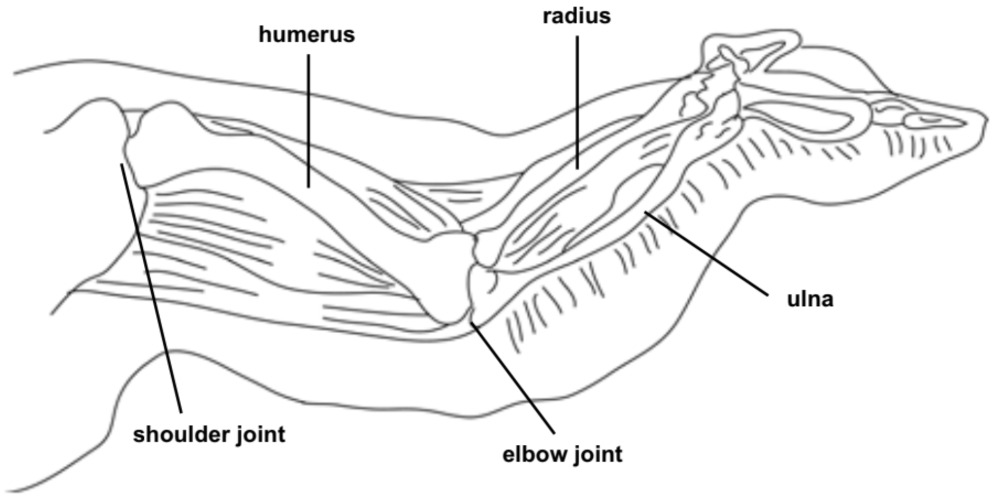 radius
humerus
ulna
shoulder joint
elbow joint